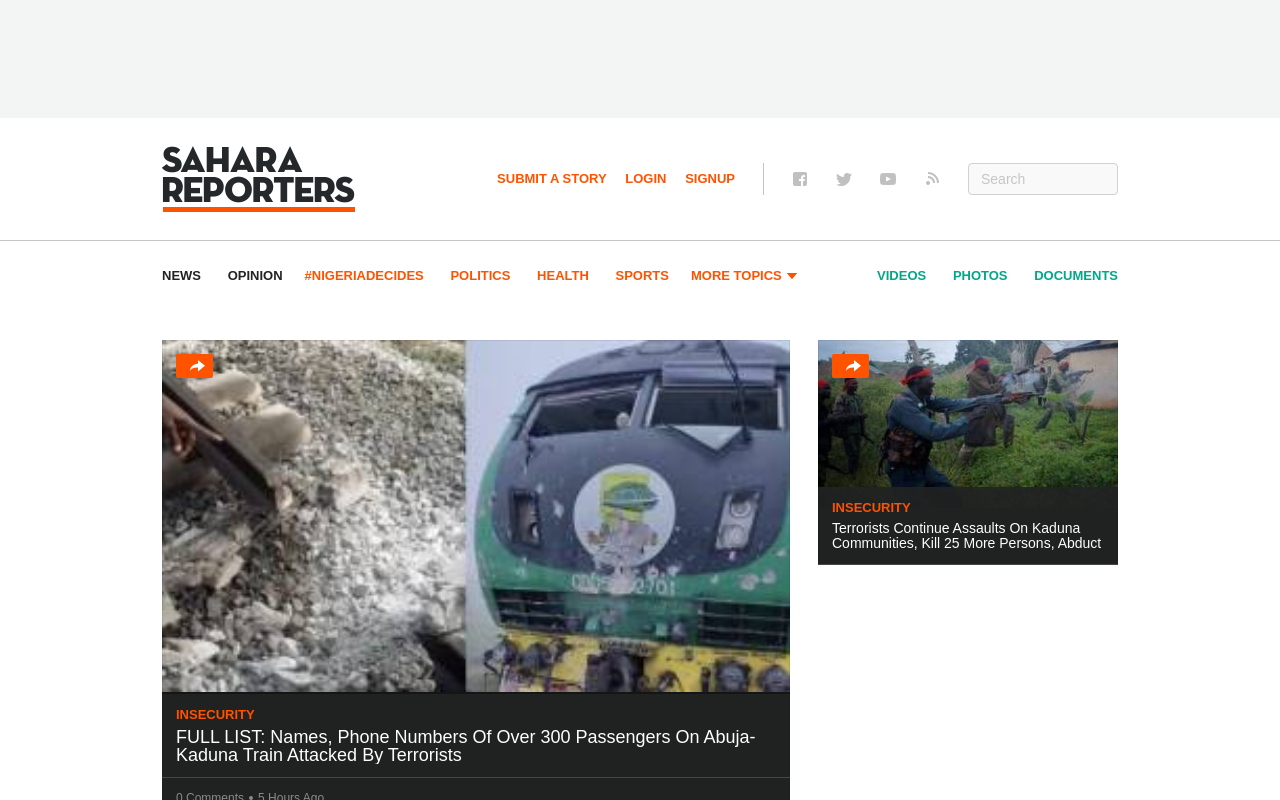 SAHARA
REPORTERS
SUBMIT A STORY
LOGIN
SIGNUP
Search
NEWS
OPINION
#NIGERIADECIDES
POLITICS
HEALTH
SPORTS
MORE TOPICS
VIDEOS
PHOTOS
DOCUMENTS
INSECURITY
FULL LIST: Names, Phone Numbers Of Over 300 Passengers On Abuja-
Kaduna Train Attacked By Terrorists
0 Comments • 5 Hours Ago
INSECURITY
Terrorists Continue Assaults On Kaduna
Communities, Kill 25 More Persons, Abduct